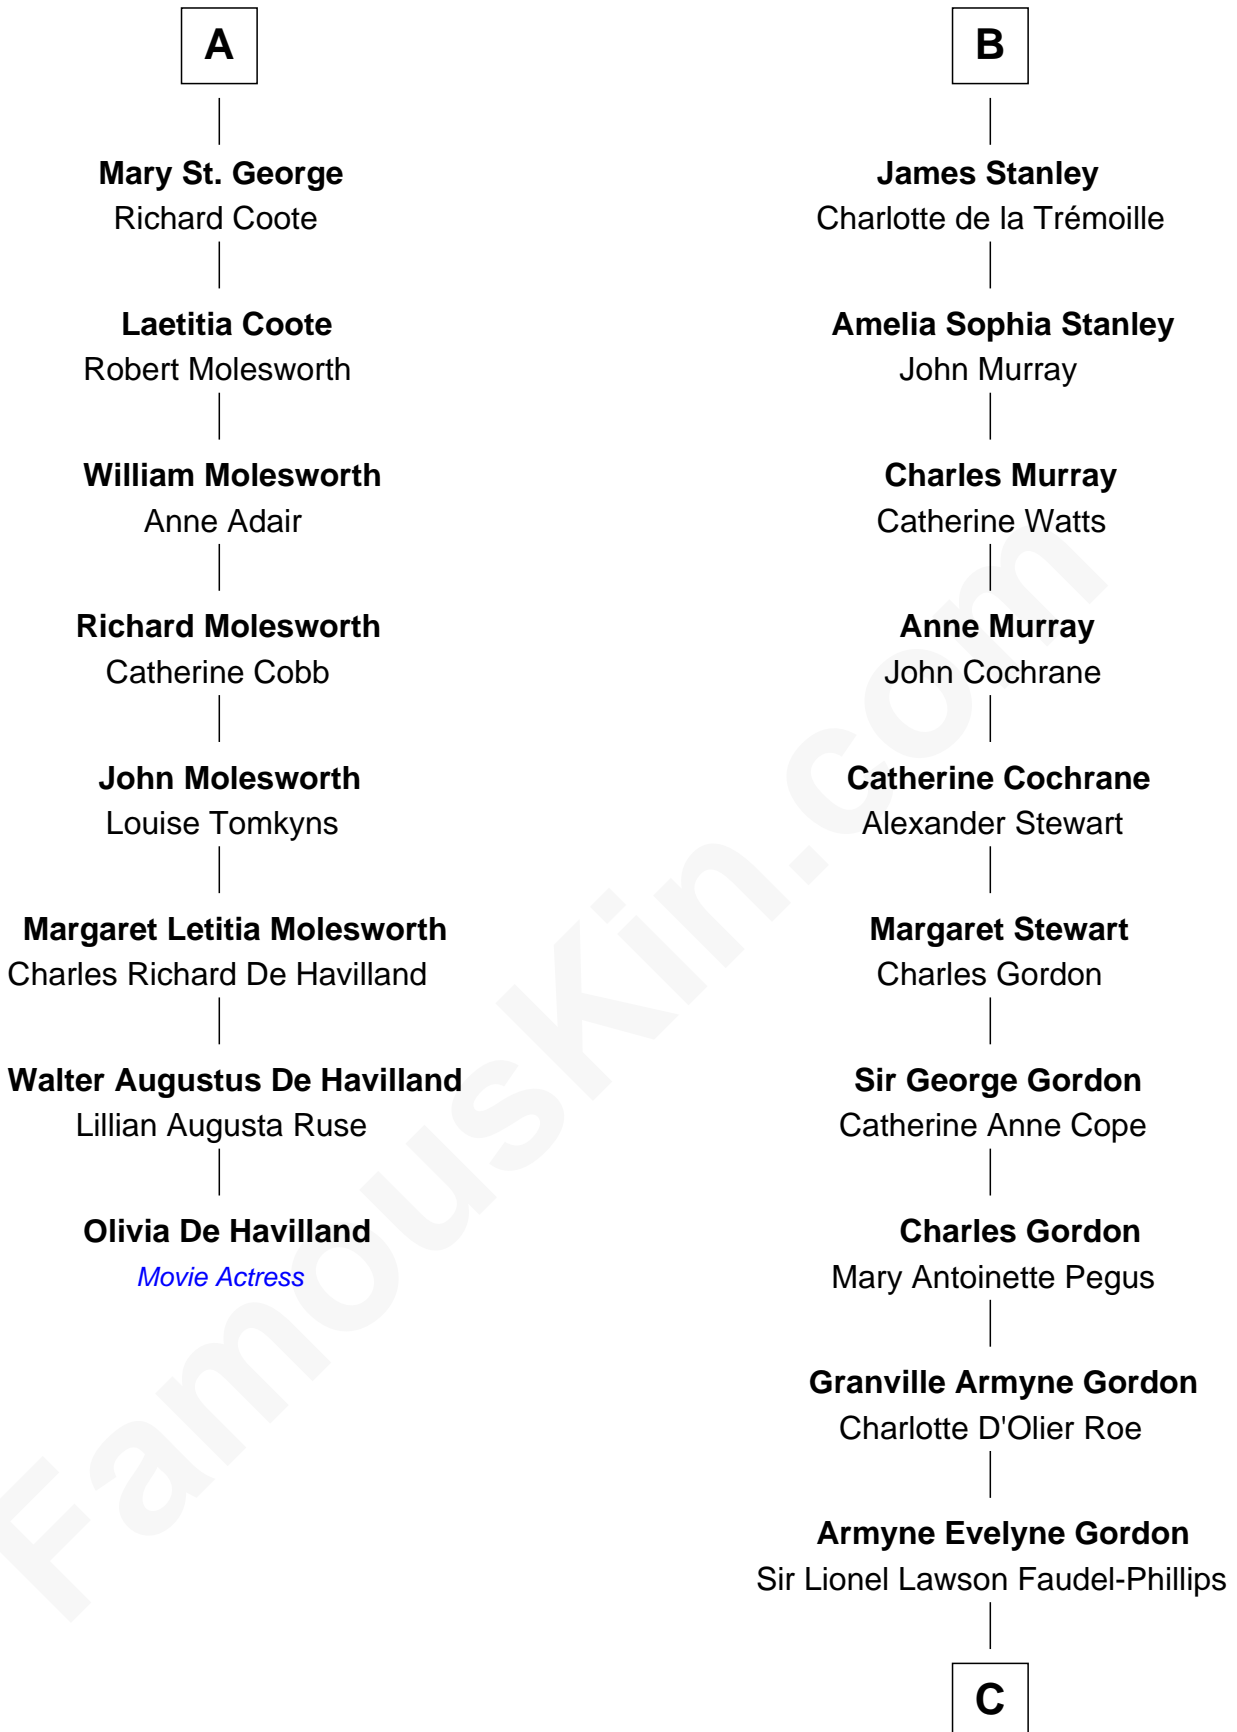 A
Mary St. George
Richard Coote
Laetitia Coote
Robert Molesworth
William Molesworth
Anne Adair
Richard Molesworth
Catherine Cobb
John Molesworth
Louise Tomkyns
Margaret Letitia Molesworth
Charles Richard De Havilland
Walter Augustus De Havilland
Lillian Augusta Ruse
Olivia De Havilland
Movie Actress
B
James Stanley
Charlotte de la Trémoille
Amelia Sophia Stanley
John Murray
Charles Murray
Catherine Watts
Anne Murray
John Cochrane
Catherine Cochrane
Alexander Stewart
Margaret Stewart
Charles Gordon
Sir George Gordon
Catherine Anne Cope
Charles Gordon
Mary Antoinette Pegus
Granville Armyne Gordon
Charlotte D'Olier Roe
Armyne Evelyne Gordon
Sir Lionel Lawson Faudel-Phillips
C
FamousKin.com